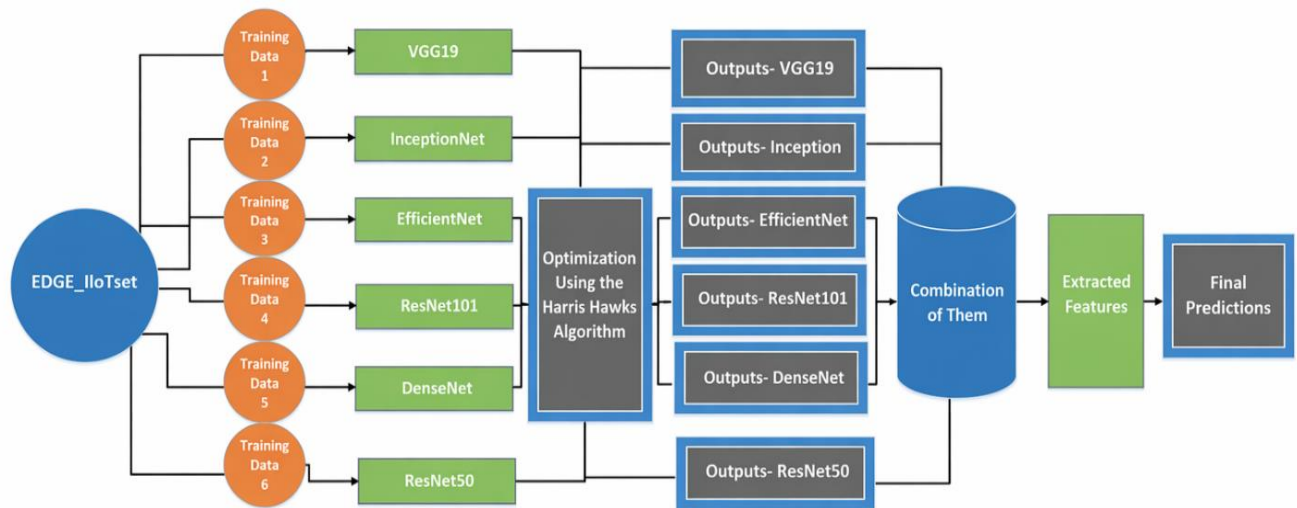 Training
Data
1
VGG19
Outputs- VGG19
Training
Data
2
InceptionNet
Outputs- Inception
Training
Data
3
EfficientNet
Outputs- EfficientNet
EDGE_IIoTset
Training
Data
4
ResNet101
Optimization
Using the
Harris Hawks
Algorithm
Outputs- ResNet101
Combination
of Them
Extracted
Features
Final
Predictions
Training
Data
5
DenseNet
Outputs- DenseNet
Training
Data
6
ResNet50
Outputs- ResNet50